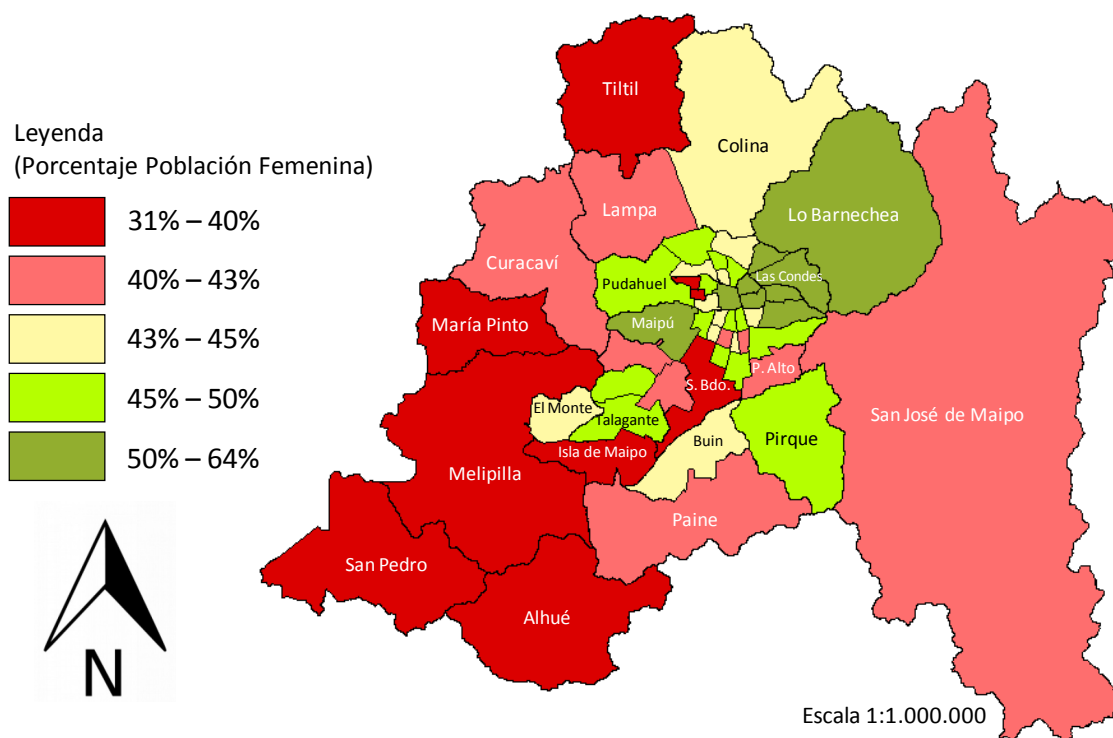 Leyenda
(Porcentaje Población Femenina)
31% – 40%
40% – 43%
43% – 45%
45% – 50%
50% – 64%
N
Tiltil
Colina
Lampa
Lo Barnechea
Curacaví
Pudahuel
Las Condes
María Pinto
Maipú
S. Bdo.
P. Alto
El Monte
Talagante
San José de Maipo
Isla de Maipo
Buin
Pirque
Melipilla
Paine
San Pedro
Alhué
Escala 1:1.000.000